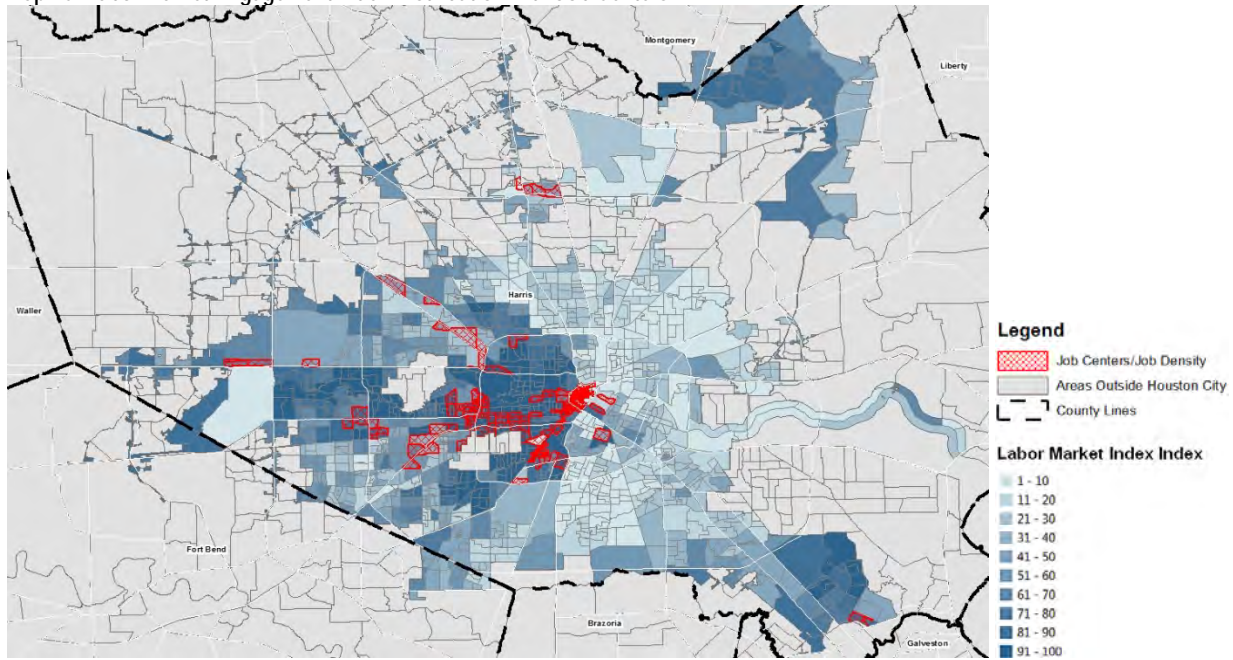 Montgomery
Liberty
Harris
Waller
Fort Bend
Brazoria
Galveston
Legend
Job Centers/Job Density
Areas Outside Houston City
County Lines
Labor Market Index Index
1 - 10
11 - 20
21 - 30
31 - 40
41 - 50
51 - 60
61 - 70
71 - 80
81 - 90
91 - 100